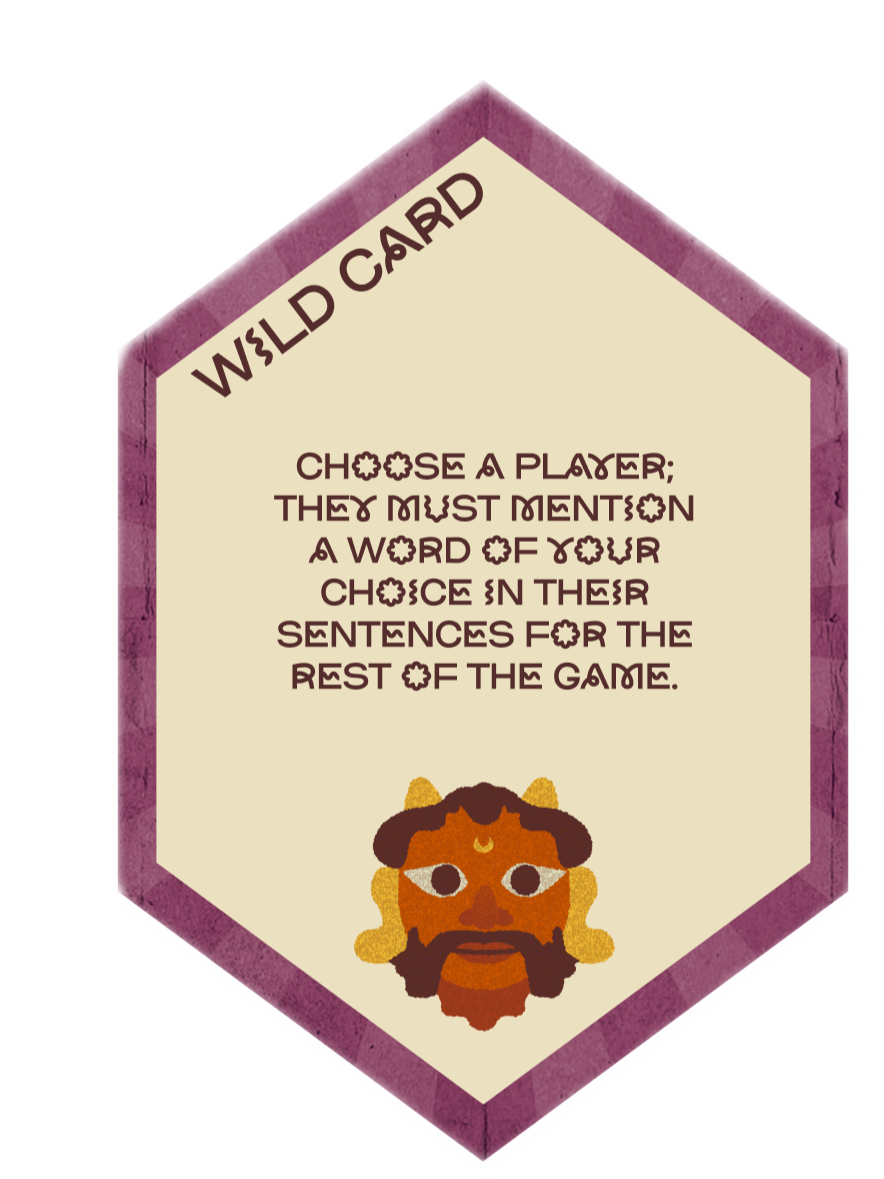 WILD CARD
CHOOSE A PLAYER;
THEY MUST MENTION
A WORD OF YOUR
CHOICE IN THEIR
SENTENCES FOR THE
REST OF THE GAME.